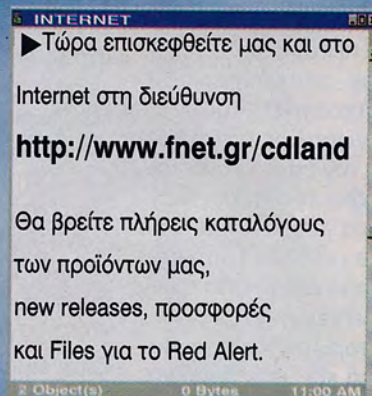 INTERNET
▶Τώρα επισκεφθείτε μας και στο
Internet στη διεύθυνση
http://www.fnet.gr/cdland
Θα βρείτε πλήρεις καταλόγους
των προϊόντων μας,
new releases, προσφορές
και Files για το Red Alert.
2 Object(s) 0 Bytes 11:00 AM